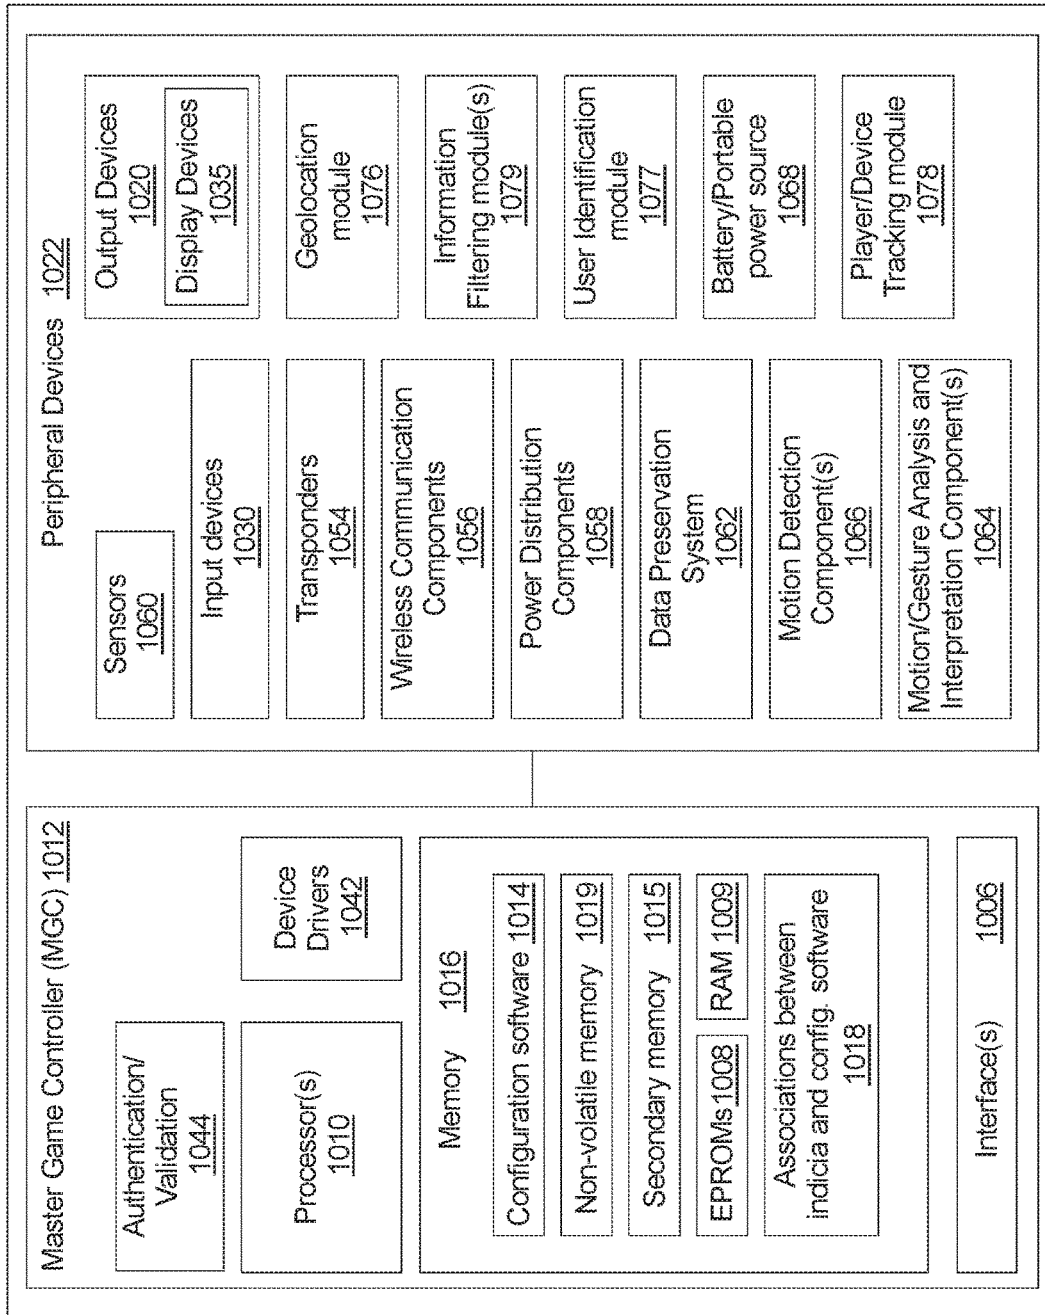 Master Game Controller (MGC) 1012
Authentication/
Validation
1044
Processor(s)
1010
Device
Drivers
1042
Memory 1016
Configuration software 1014
Non-volatile memory 1019
Secondary memory 1015
EPROMs1008
RAM 1009
Associations between
indicia and config. software
1018
Interface(s) 1006
Peripheral Devices 1022
Sensors
1060
Input devices
1030
Transponders
1054
Wireless Communication
Components
1056
Power Distribution
Components
1058
Data Preservation
System
1062
Motion Detection
Component(s)
1066
Motion/Gesture Analysis and
Interpretation Component(s)
1064
Output Devices
1020
Display Devices
1035
Geolocation
module
1076
Information
Filtering module(s)
1079
User Identification
module
1077
Battery/Portable
power source
1068
Player/Device
Tracking module
1078